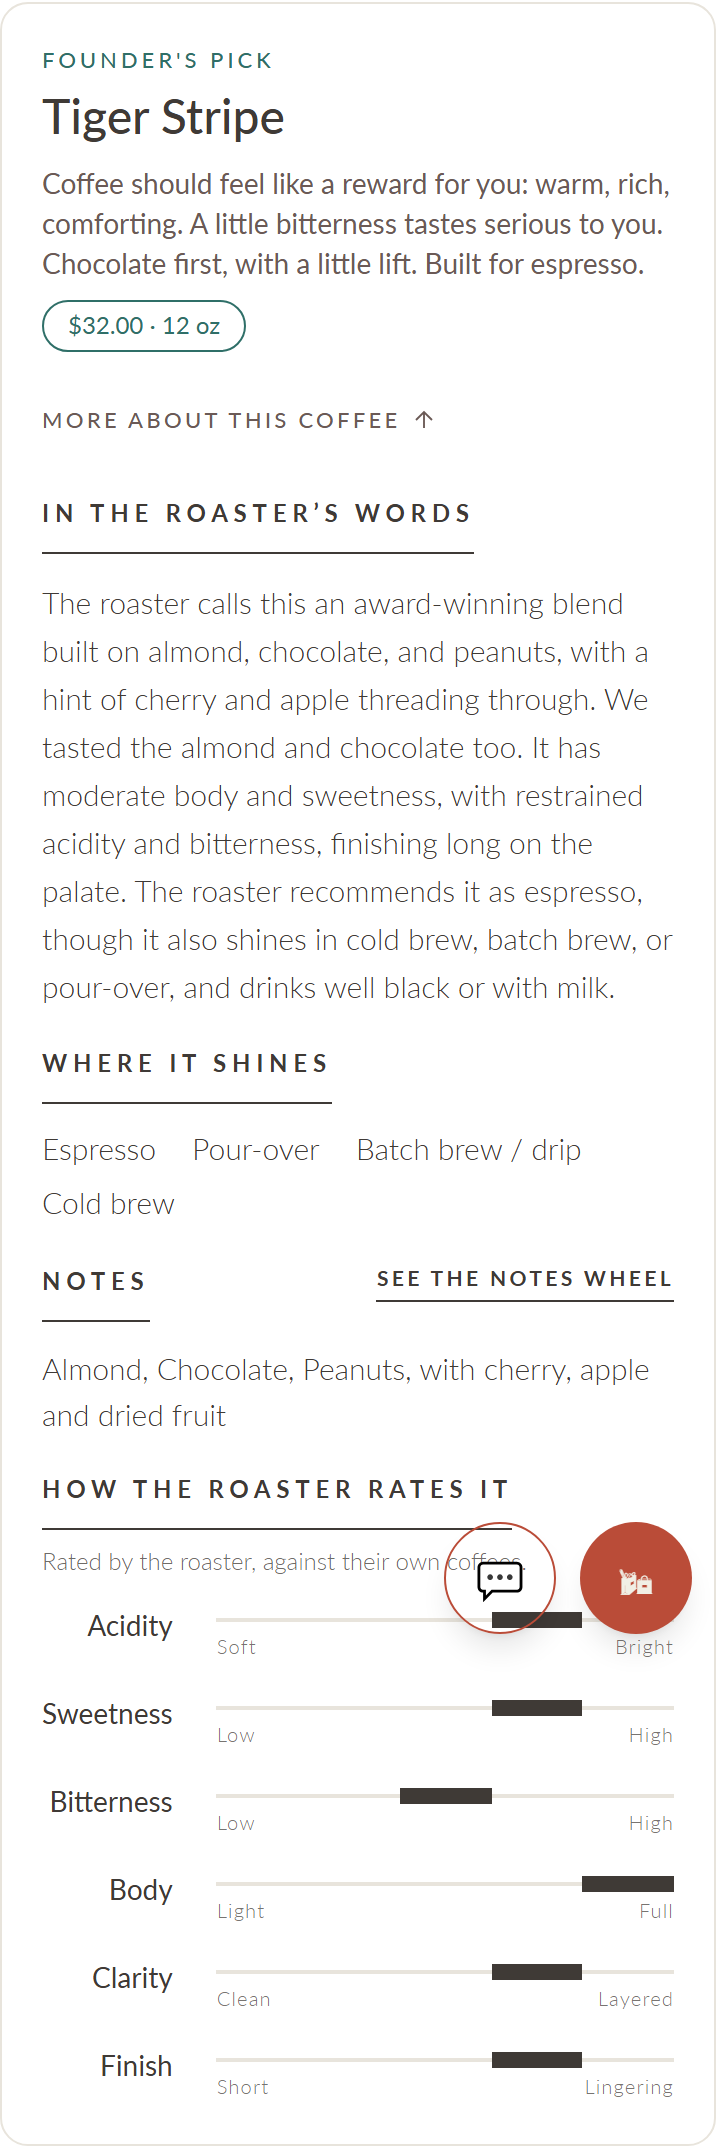 FOUNDER'S PICK
Tiger Stripe
Coffee should feel like a reward for you: warm, rich,
comforting. A little bitterness tastes serious to you.
Chocolate first, with a little lift. Built for espresso.
$32.00 · 12 oz
MORE ABOUT THIS COFFEE ↑
IN THE ROASTER’S WORDS
The roaster calls this an award-winning blend
built on almond, chocolate, and peanuts, with a
hint of cherry and apple threading through. We
tasted the almond and chocolate too. It has
moderate body and sweetness, with restrained
acidity and bitterness, finishing long on the
palate. The roaster recommends it as espresso,
though it also shines in cold brew, batch brew, or
pour-over, and drinks well black or with milk.
WHERE IT SHINES
Espresso Pour-over Batch brew / drip
Cold brew
NOTES SEE THE NOTES WHEEL
Almond, Chocolate, Peanuts, with cherry, apple
and dried fruit
HOW THE ROASTER RATES IT
Rated by the roaster, against their own coffees.
Acidity
Soft Bright
Sweetness
Low High
Bitterness
Low High
Body
Light Full
Clarity
Clean Layered
Finish
Short Lingering